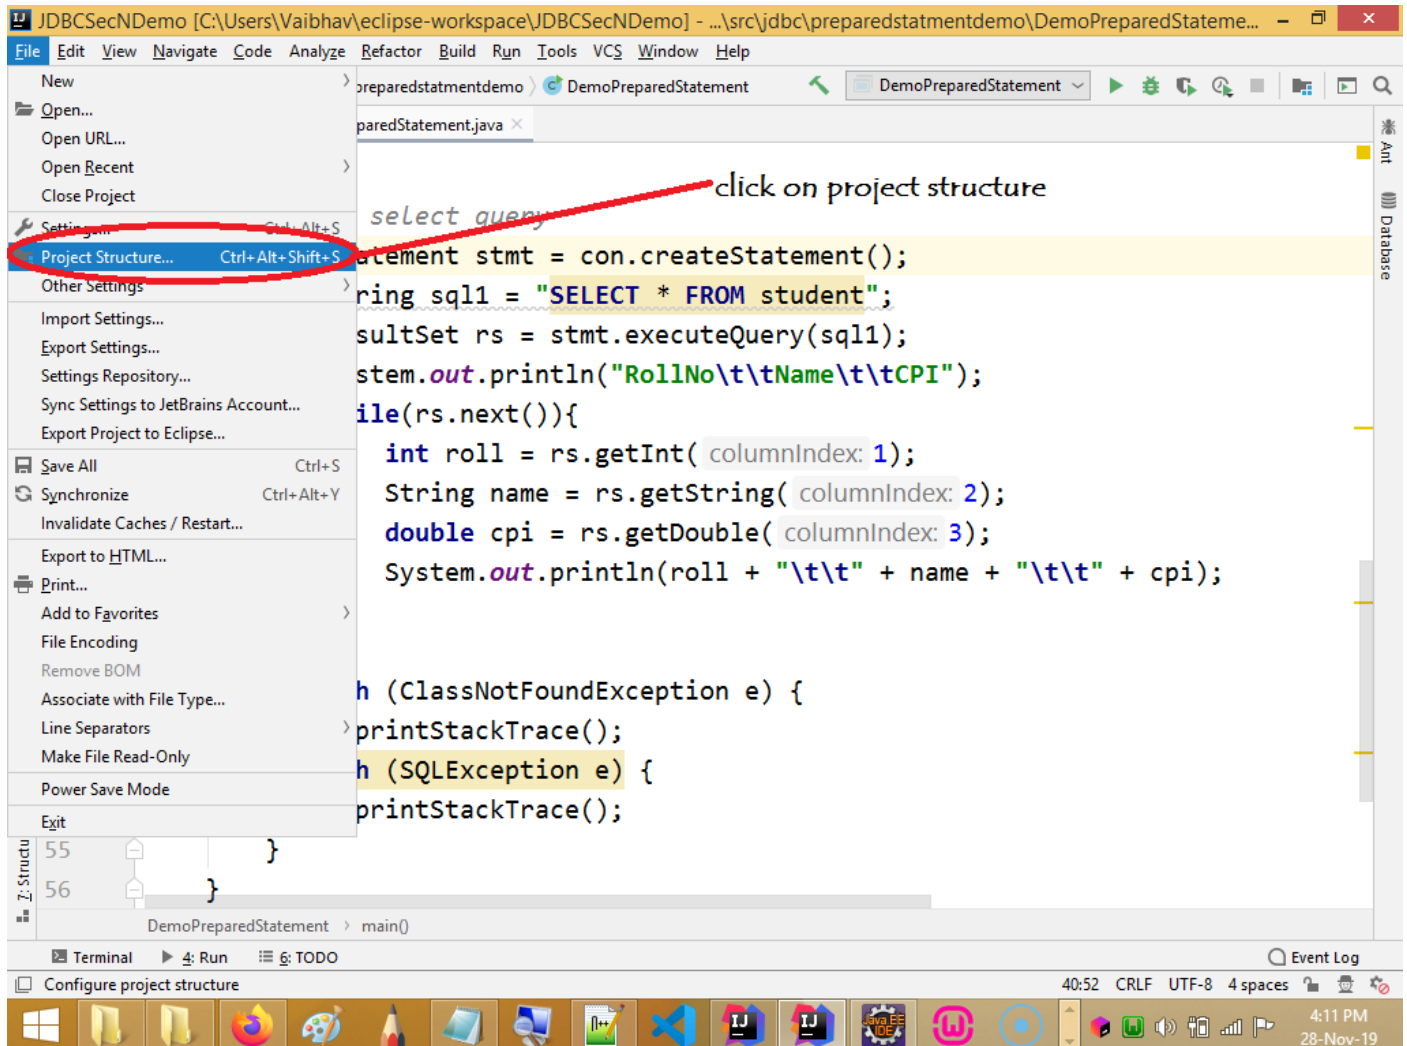 JDBCSecNDemo [C:\Users\Vaibhav\eclipse-workspace\JDBCSecNDemo] - ...\src\jdbc\preparedstatmentdemo\DemoPreparedStateme...
File Edit View Navigate Code Analyze Refactor Build Run Tools VCS Window Help
New
preparedstatmentdemo DemoPreparedStatement DemoPreparedStatement
Open...
paredStatement.java
Open URL...
Open Recent
Close Project
click on project structure
Settings... Ctrl+Alt+S
select query
Project Structure... Ctrl+Alt+Shift+S
atement stmt = con.createStatement();
Other Settings
ring sql1 = "SELECT * FROM student";
Import Settings...
sultSet rs = stmt.executeQuery(sql1);
Export Settings...
Settings Repository...
stem.out.println("RollNo\t\tName\t\tCPI");
Sync Settings to JetBrains Account...
ile(rs.next()){
Export Project to Eclipse...
int roll = rs.getInt( columnIndex: 1);
Save All Ctrl+S
Synchronize Ctrl+Alt+Y
String name = rs.getString( columnIndex: 2);
Invalidate Caches / Restart...
double cpi = rs.getDouble( columnIndex: 3);
Export to HTML...
System.out.println(roll + "\t\t" + name + "\t\t" + cpi);
Print...
Add to Favorites
File Encoding
Remove BOM
Associate with File Type...
h (ClassNotFoundException e) {
Line Separators
printStackTrace();
Make File Read-Only
h (SQLException e) {
Power Save Mode
printStackTrace();
Exit
55 }
56 }
Ant
Database
7: Structu
DemoPreparedStatement > main()
Terminal 4: Run 6: TODO Event Log
Configure project structure 40:52 CRLF UTF-8 4 spaces
Java EE
IDE
4:11 PM
28-Nov-19